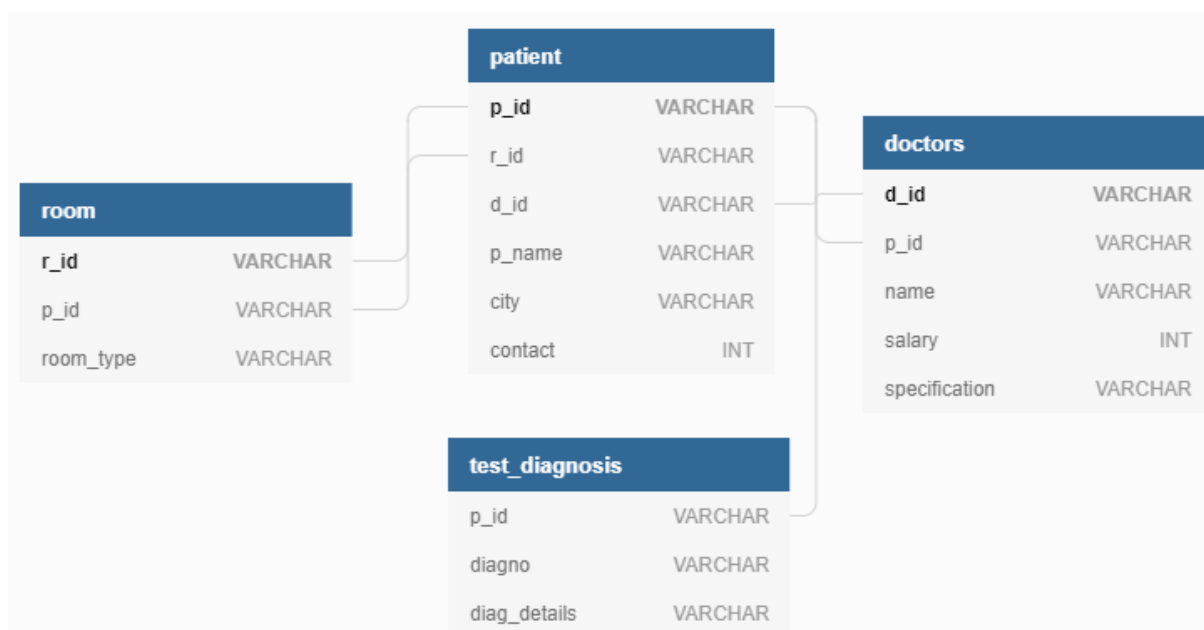 patient
p_id VARCHAR
r_id VARCHAR
d_id VARCHAR
p_name VARCHAR
city VARCHAR
contact INT
doctors
d_id VARCHAR
p_id VARCHAR
name VARCHAR
salary INT
specification VARCHAR
room
r_id VARCHAR
p_id VARCHAR
room_type VARCHAR
test_diagnosis
p_id VARCHAR
diagno VARCHAR
diag_details VARCHAR